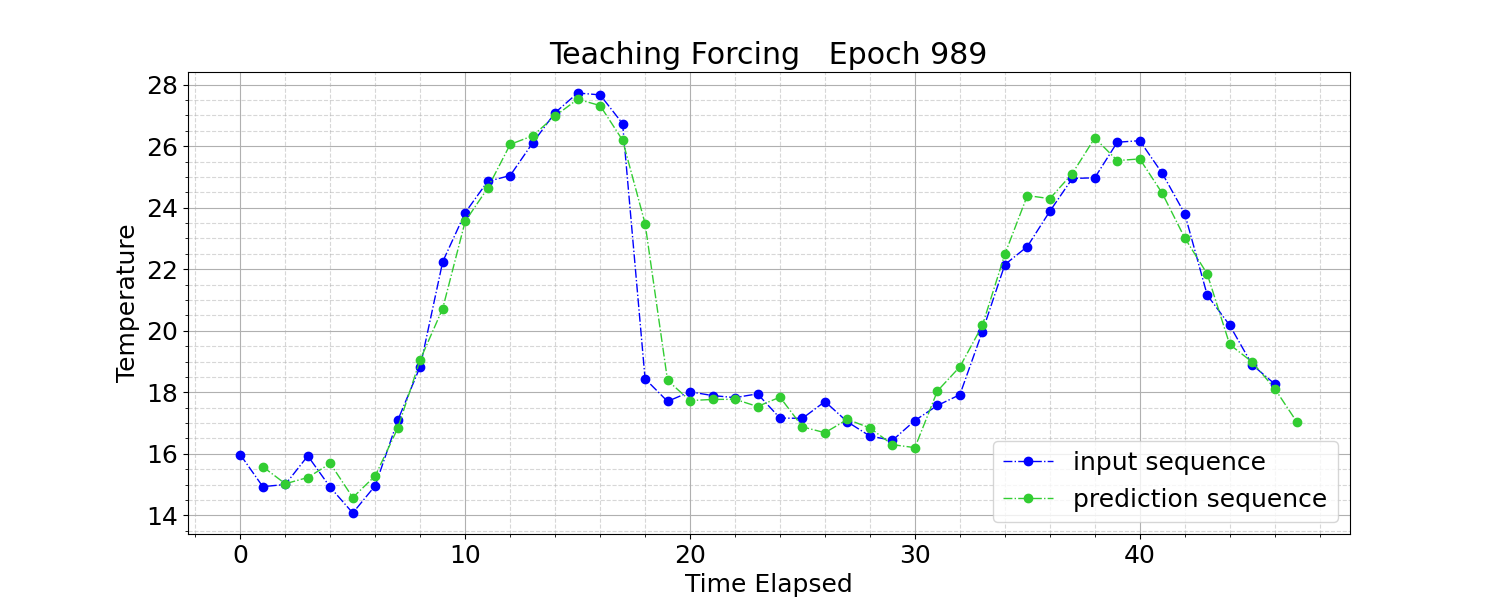 Teaching Forcing   Epoch 989
28
26
24
22
20
18
16
14
Temperature
0 10 20 30 40
Time Elapsed
input sequence
prediction sequence